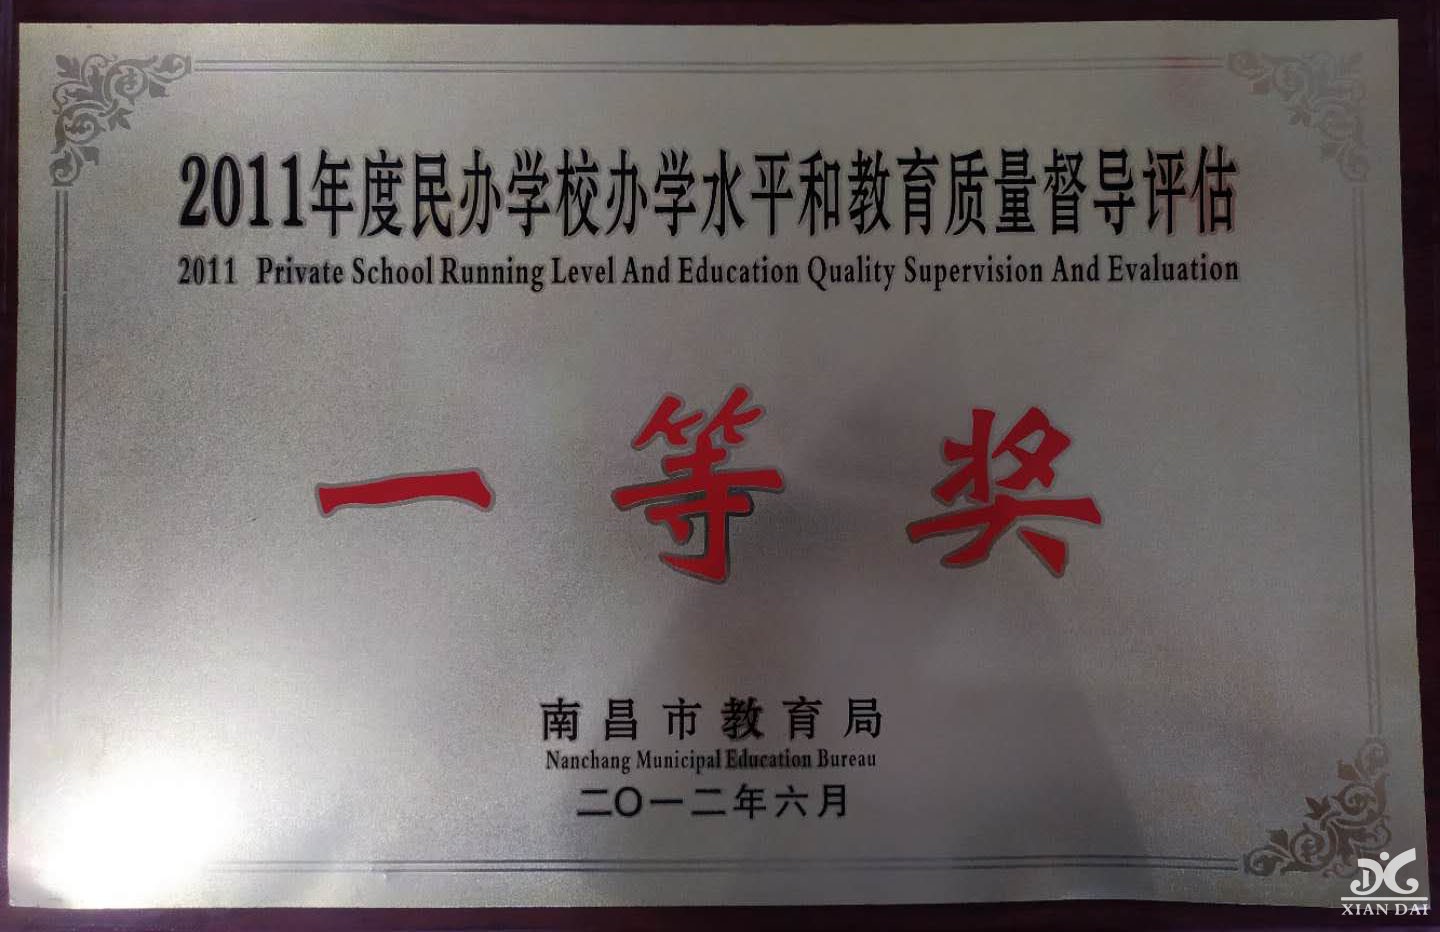 2011年度民办学校办学水平和教育质量督导评估
2011 Private School Running Level And Education Quality Supervision And Evaluation
一等奖
南昌市教育局
Nanchang Municipal Education Bureau
二〇一二年六月
XIAN DAI